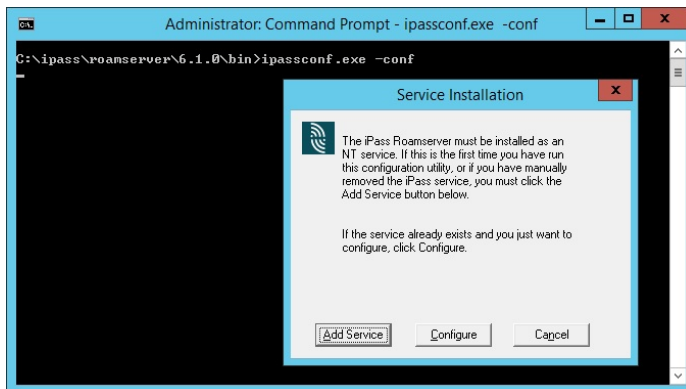 Administrator: Command Prompt - ipassconf.exe -conf
C:\ipass\roamserver\6.1.0\bin>ipassconf.exe -conf
Service Installation
The iPass Roamserver must be installed as an
NT service. If this is the first time you have run
this configuration utility, or if you have manually
removed the iPass service, you must click the
Add Service button below.
If the service already exists and you just want to
configure, click Configure.
Add Service Configure Cancel